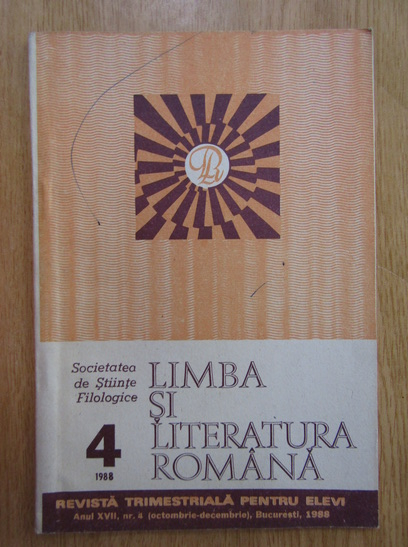 Societatea
de Științe
Filologice
4
1988
LIMBA
ȘI
LITERATURA
ROMÂNĂ
REVISTĂ TRIMESTRIALĂ PENTRU ELEVI
Anul XVII, nr. 4 (octombrie-decembrie), București, 1988